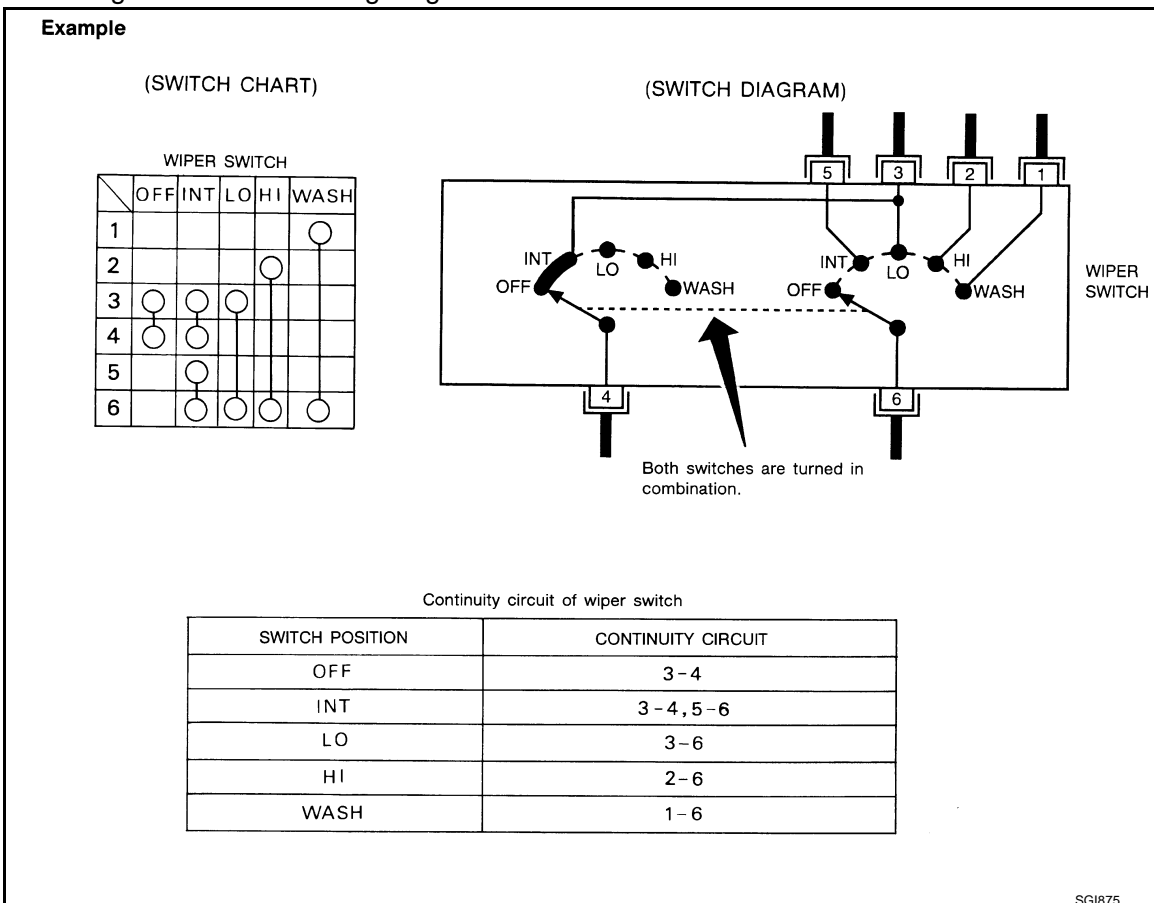 Example
(SWITCH CHART)
WIPER SWITCH
OFF INT LO HI WASH
1
2
3
4
5
6
(SWITCH DIAGRAM)
5 3 2 1
INT LO HI
OFF WASH
INT LO HI
OFF WASH
WIPER
SWITCH
4 6
Both switches are turned in
combination.
Continuity circuit of wiper switch
SWITCH POSITION CONTINUITY CIRCUIT
OFF 3-4
INT 3-4,5-6
LO 3-6
HI 2-6
WASH 1-6
SGI875